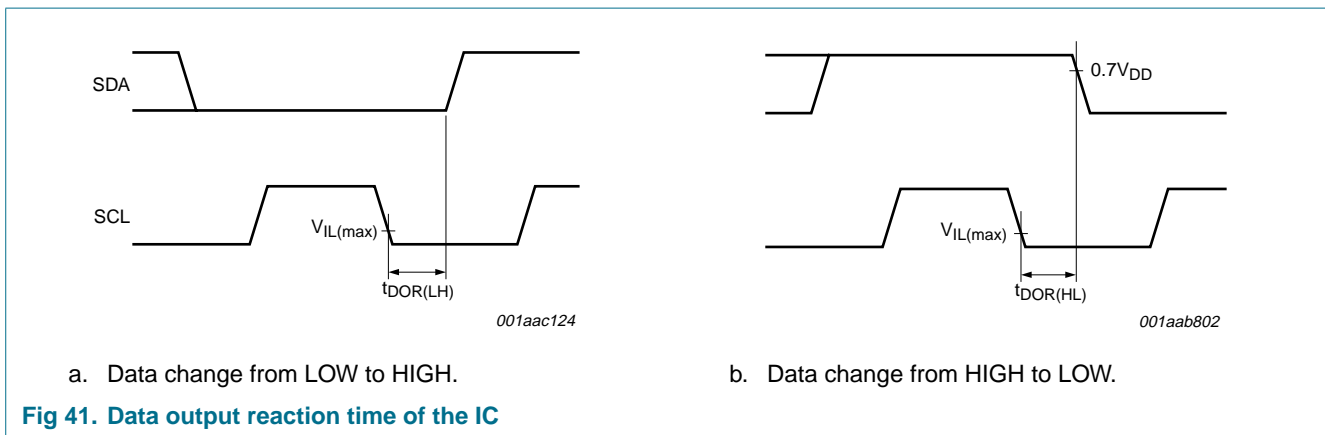 SDA
SCL
VIL(max)
tDOR(LH)
001aac124
0.7VDD
VIL(max)
tDOR(HL)
001aab802
a. Data change from LOW to HIGH.
b. Data change from HIGH to LOW.
Fig 41. Data output reaction time of the IC